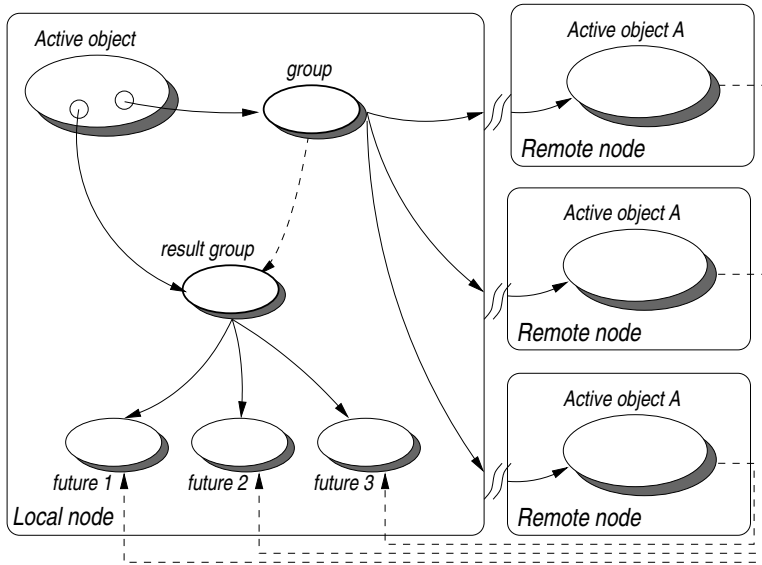 Active object
group
result group
future 1
future 2
future 3
Local node
Active object A
Remote node
Active object A
Remote node
Active object A
Remote node